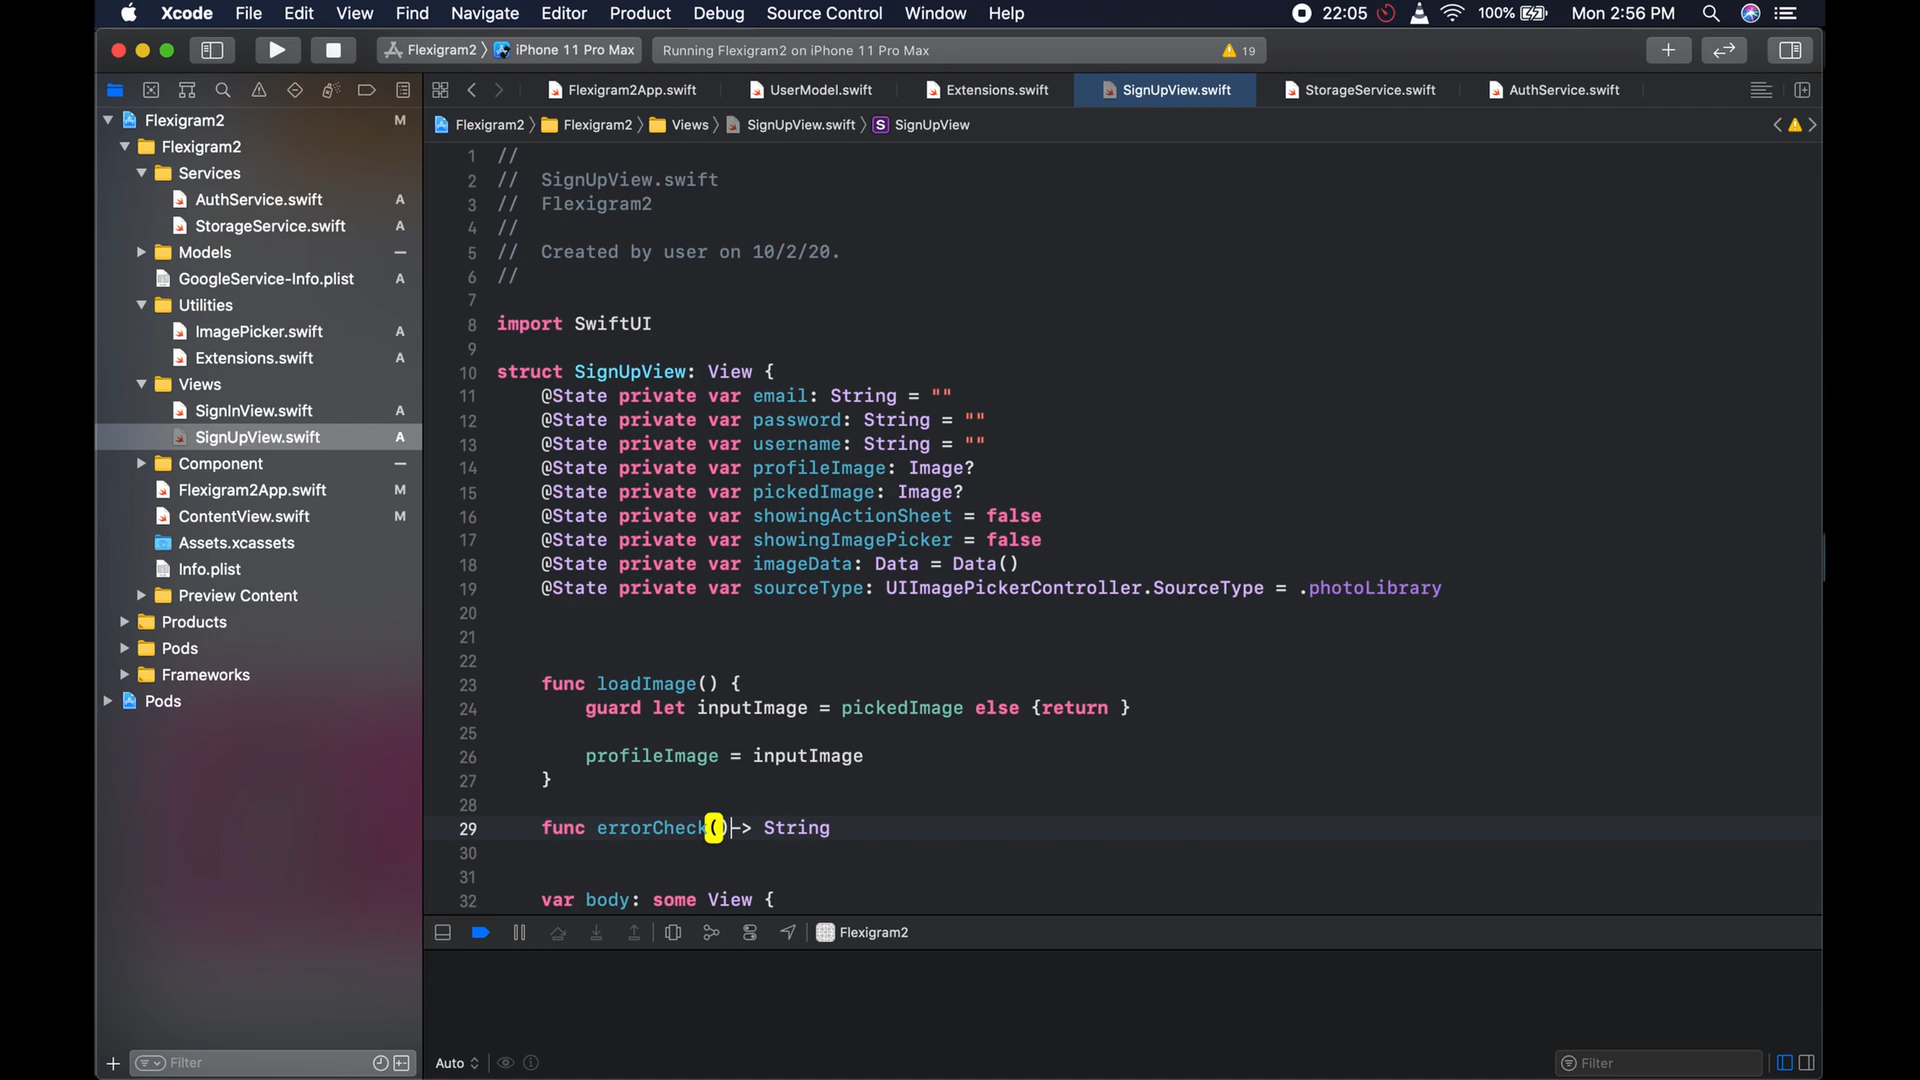 Xcode File Edit View Find Navigate Editor Product Debug Source Control Window Help 22:05 100% Mon 2:56 PM
Flexigram2 〉 iPhone 11 Pro Max Running Flexigram2 on iPhone 11 Pro Max 19
Flexigram2App.swift UserModel.swift Extensions.swift SignUpView.swift StorageService.swift AuthService.swift
Flexigram2 〉 Flexigram2 〉 Views 〉 SignUpView.swift 〉 S SignUpView
Flexigram2 M
Flexigram2
Services
AuthService.swift A
StorageService.swift A
Models
GoogleService-Info.plist A
Utilities
ImagePicker.swift A
Extensions.swift A
Views
SignInView.swift A
SignUpView.swift A
Component
Flexigram2App.swift M
ContentView.swift M
Assets.xcassets
Info.plist
Preview Content
Products
Pods
Frameworks
Pods
Filter
1 //
2 // SignUpView.swift
3 // Flexigram2
4 //
5 // Created by user on 10/2/20.
6 //
7
8 import SwiftUI
9
10 struct SignUpView: View {
11 @State private var email: String = ""
12 @State private var password: String = ""
13 @State private var username: String = ""
14 @State private var profileImage: Image?
15 @State private var pickedImage: Image?
16 @State private var showingActionSheet = false
17 @State private var showingImagePicker = false
18 @State private var imageData: Data = Data()
19 @State private var sourceType: UIImagePickerController.SourceType = .photoLibrary
20
21
22
23 func loadImage() {
24 guard let inputImage = pickedImage else {return }
25
26 profileImage = inputImage
27 }
28
29 func errorCheck()-> String
30
31
32 var body: some View {
Flexigram2
Auto
Filter